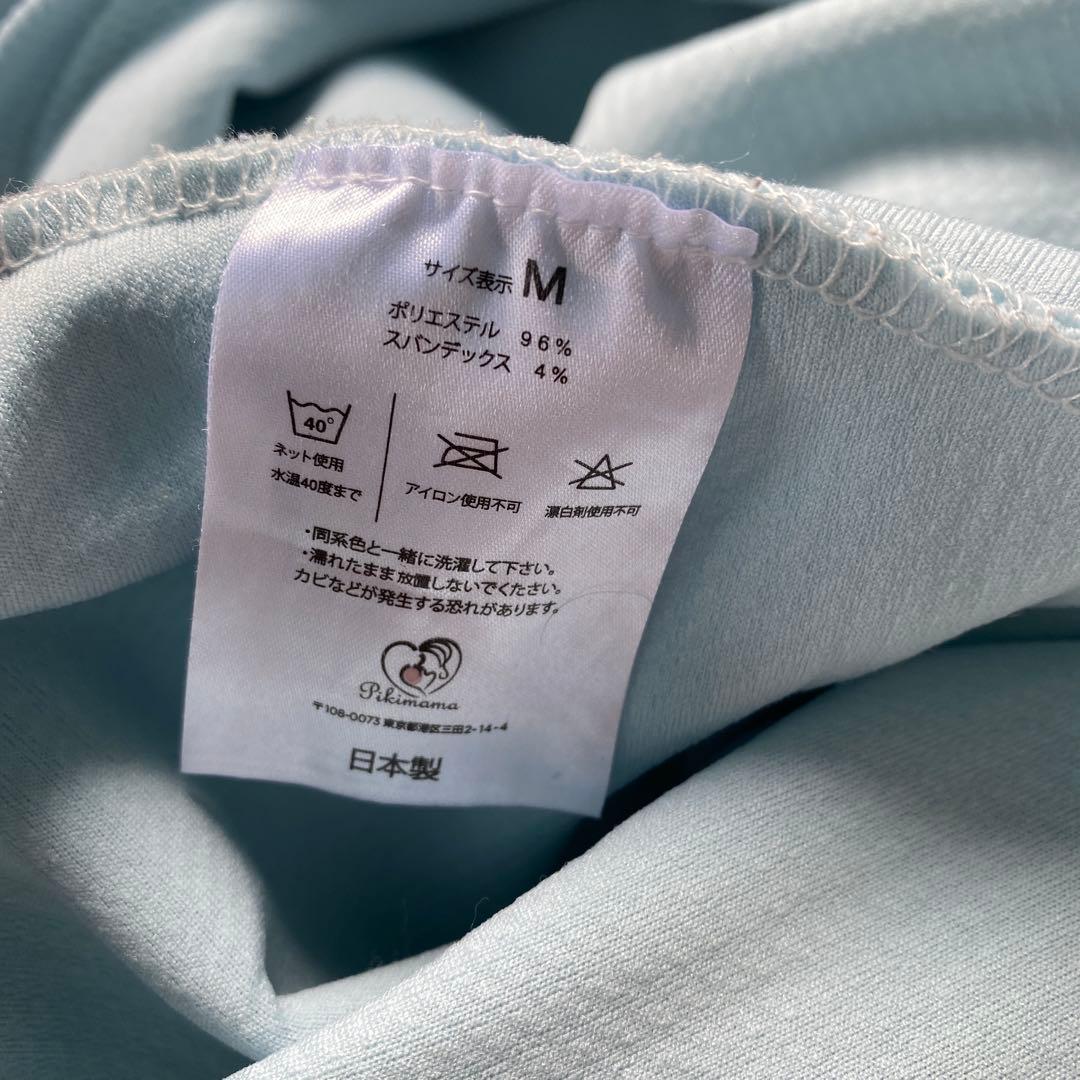 サイズ表示 M
ポリエステル 96%
スパンデックス 4%
40°
ネット使用
水温40度まで
アイロン使用不可
漂白剤使用不可
・同系色と一緒に洗濯して下さい。
・濡れたまま放置しないでください。
カビなどが発生する恐れがあります。
Pikimama
〒108-0073 東京都港区三田2-14-4
日本製